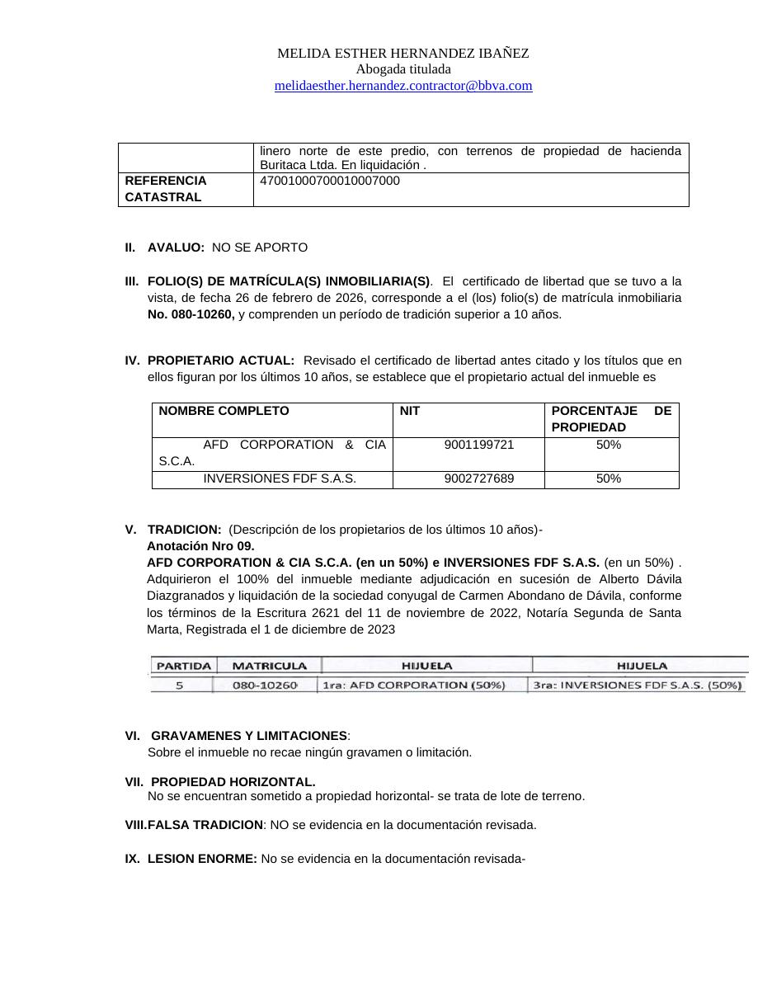 MELIDA ESTHER HERNANDEZ IBAÑEZ
Abogada titulada
melidaesther.hernandez.contractor@bbva.com
linero norte de este predio, con terrenos de propiedad de hacienda
Buritaca Ltda. En liquidación .
REFERENCIA 47001000700010007000
CATASTRAL
II. AVALUO: NO SE APORTO
III. FOLIO(S) DE MATRÍCULA(S) INMOBILIARIA(S). El certificado de libertad que se tuvo a la
vista, de fecha 26 de febrero de 2026, corresponde a el (los) folio(s) de matrícula inmobiliaria
No. 080-10260, y comprenden un período de tradición superior a 10 años.
IV. PROPIETARIO ACTUAL: Revisado el certificado de libertad antes citado y los títulos que en
ellos figuran por los últimos 10 años, se establece que el propietario actual del inmueble es
NOMBRE COMPLETO NIT PORCENTAJE DE
PROPIEDAD
AFD CORPORATION & CIA 9001199721 50%
S.C.A.
INVERSIONES FDF S.A.S. 9002727689 50%
V. TRADICION: (Descripción de los propietarios de los últimos 10 años)-
Anotación Nro 09.
AFD CORPORATION & CIA S.C.A. (en un 50%) e INVERSIONES FDF S.A.S. (en un 50%) .
Adquirieron el 100% del inmueble mediante adjudicación en sucesión de Alberto Dávila
Diazgranados y liquidación de la sociedad conyugal de Carmen Abondano de Dávila, conforme
los términos de la Escritura 2621 del 11 de noviembre de 2022, Notaría Segunda de Santa
Marta, Registrada el 1 de diciembre de 2023
PARTIDA MATRICULA HIJUELA HIJUELA
5 080-10260 1ra: AFD CORPORATION (50%) 3ra: INVERSIONES FDF S.A.S. (50%)
VI. GRAVAMENES Y LIMITACIONES:
Sobre el inmueble no recae ningún gravamen o limitación.
VII. PROPIEDAD HORIZONTAL.
No se encuentran sometido a propiedad horizontal- se trata de lote de terreno.
VIII.FALSA TRADICION: NO se evidencia en la documentación revisada.
IX. LESION ENORME: No se evidencia en la documentación revisada-